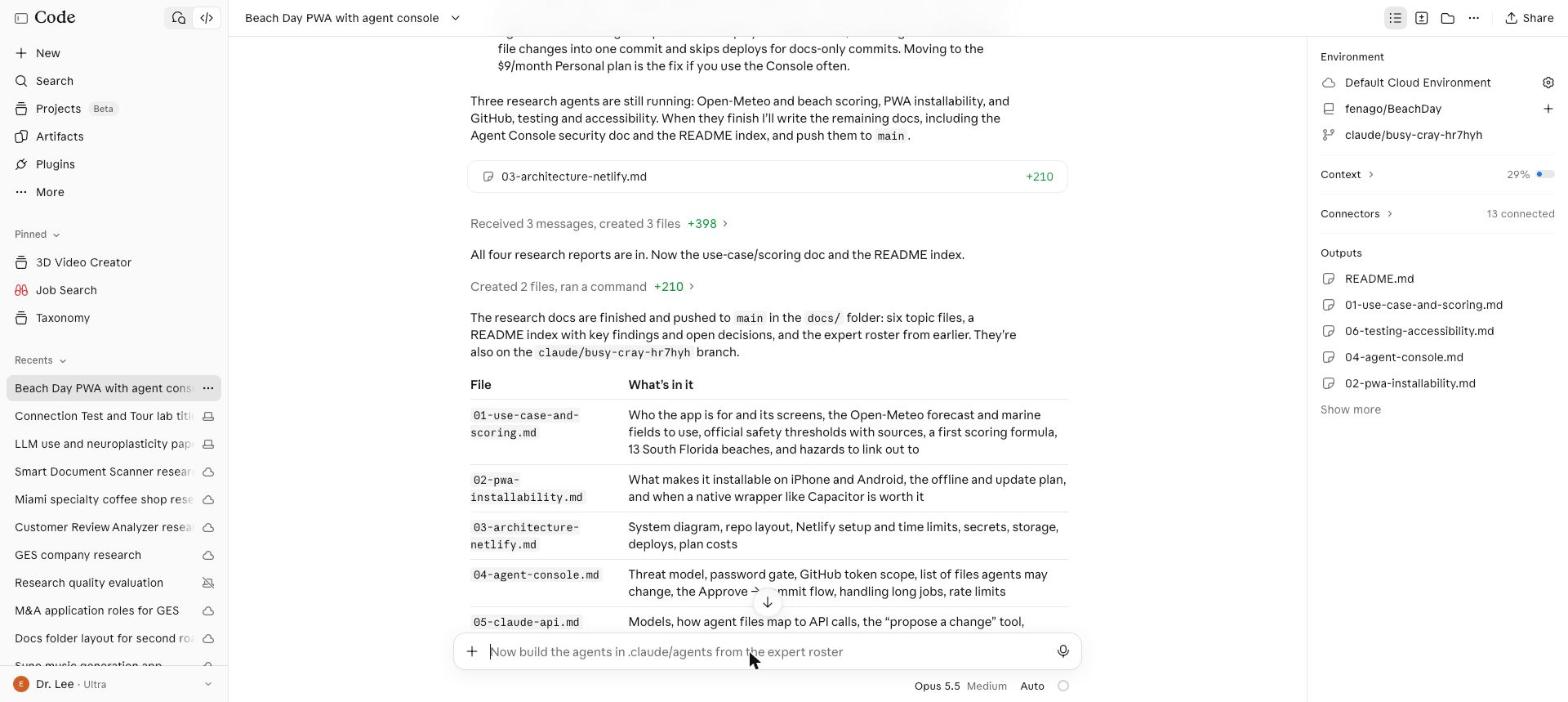 Code
New
Search
Projects Beta
Artifacts
Plugins
More
Pinned
3D Video Creator
Job Search
Taxonomy
Recents
Beach Day PWA with agent cons
Connection Test and Tour lab titl
LLM use and neuroplasticity pap
Smart Document Scanner resear
Miami specialty coffee shop rese
Customer Review Analyzer resea
GES company research
Research quality evaluation
M&A application roles for GES
Docs folder layout for second roa
Suno music generation app
E Dr. Lee · Ultra
Beach Day PWA with agent console
Share
file changes into one commit and skips deploys for docs-only commits. Moving to the
$9/month Personal plan is the fix if you use the Console often.
Three research agents are still running: Open-Meteo and beach scoring, PWA installability, and
GitHub, testing and accessibility. When they finish I'll write the remaining docs, including the
Agent Console security doc and the README index, and push them to main.
03-architecture-netlify.md +210
Received 3 messages, created 3 files +398
All four research reports are in. Now the use-case/scoring doc and the README index.
Created 2 files, ran a command +210
The research docs are finished and pushed to main in the docs/ folder: six topic files, a
README index with key findings and open decisions, and the expert roster from earlier. They're
also on the claude/busy-cray-hr7hyh branch.
File What's in it
01-use-case-and-
scoring.md
Who the app is for and its screens, the Open-Meteo forecast and marine
fields to use, official safety thresholds with sources, a first scoring formula,
13 South Florida beaches, and hazards to link out to
02-pwa-
installability.md
What makes it installable on iPhone and Android, the offline and update plan,
and when a native wrapper like Capacitor is worth it
03-architecture-
netlify.md
System diagram, repo layout, Netlify setup and time limits, secrets, storage,
deploys, plan costs
04-agent-console.md
Threat model, password gate, GitHub token scope, list of files agents may
change, the Approve mmit flow, handling long jobs, rate limits
05-claude-api.md
Models, how agent files map to API calls, the "propose a change" tool,
Now build the agents in .claude/agents from the expert roster
Opus 5.5 Medium Auto
Environment
Default Cloud Environment
fenago/BeachDay
claude/busy-cray-hr7hyh
Context 29%
Connectors 13 connected
Outputs
README.md
01-use-case-and-scoring.md
06-testing-accessibility.md
04-agent-console.md
02-pwa-installability.md
Show more